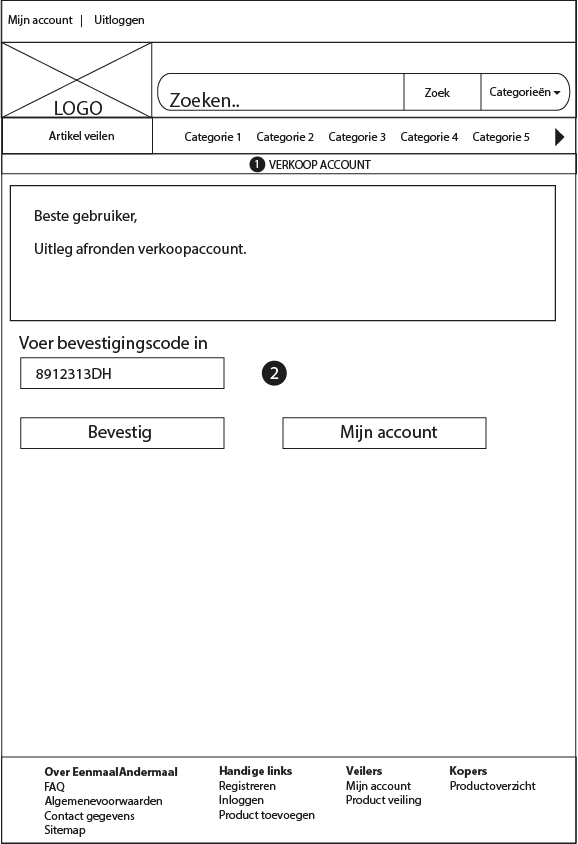 Mijn account | Uitloggen
LOGO
Zoeken..
Zoek
Categorieën
Artikel veilen
Categorie 1 Categorie 2 Categorie 3 Categorie 4 Categorie 5
1 VERKOOP ACCOUNT
Beste gebruiker,
Uitleg afronden verkoopaccount.
Voer bevestigingscode in
8912313DH
2
Bevestig
Mijn account
Over EenmaalAndermaal
FAQ
Algemenevoorwaarden
Contact gegevens
Sitemap
Handige links
Registreren
Inloggen
Product toevoegen
Veilers
Mijn account
Product veiling
Kopers
Productoverzicht